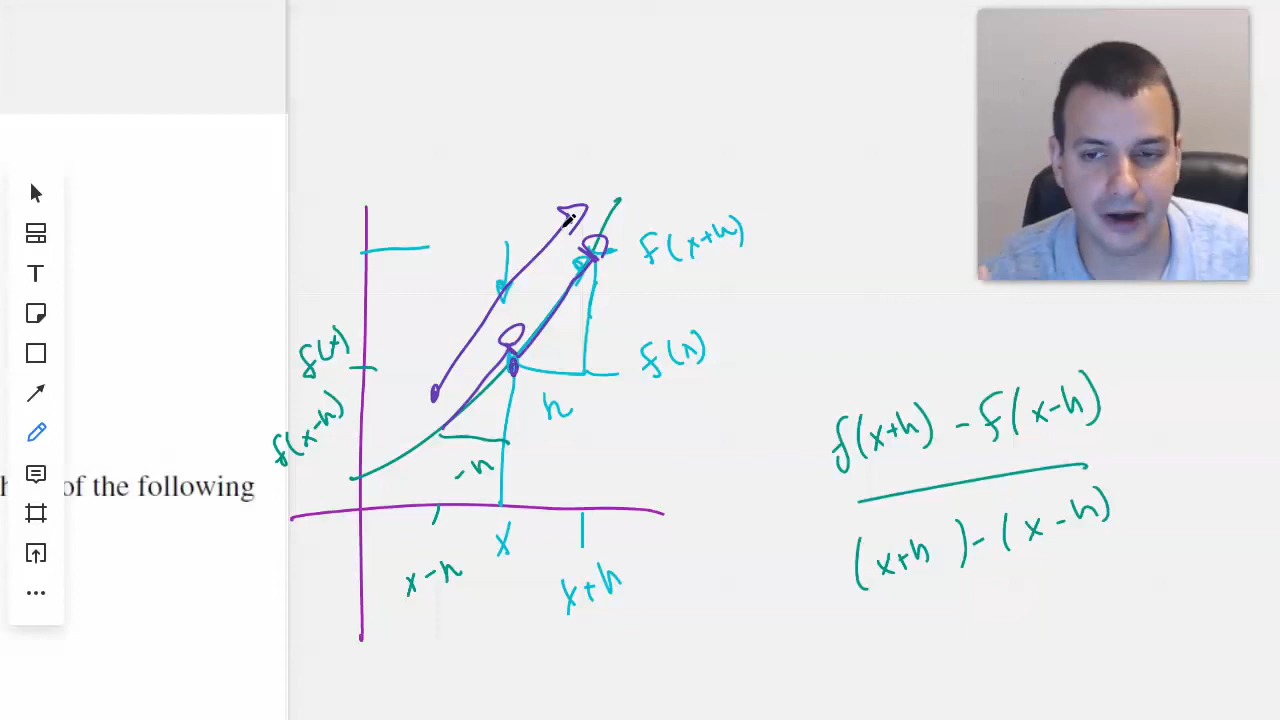 T
f(x+h)
f(x)
f(x)
f(x-h)
h
-h
of the following
x
x-h
x+h
f(x+h) - f(x-h)
(x+h) - (x-h)